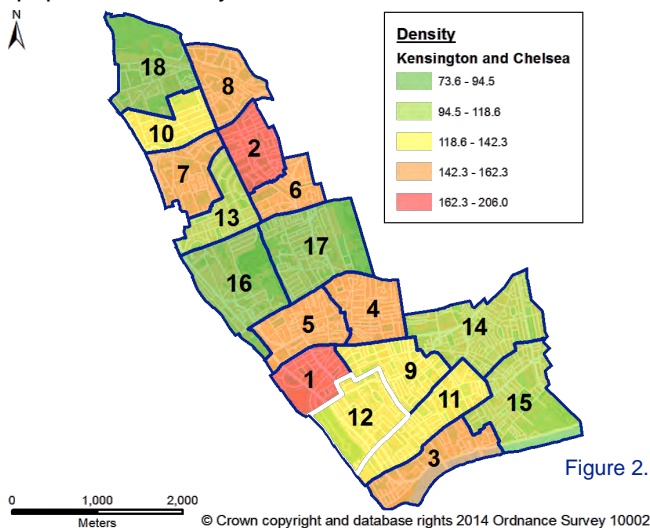 N
Density
Kensington and Chelsea
73.6 - 94.5
94.5 - 118.6
118.6 - 142.3
142.3 - 162.3
162.3 - 206.0
18
8
10
2
7
6
13
17
16
4
5
14
9
1
11
15
12
3
Figure 2.
0 1,000 2,000
Meters
© Crown copyright and database rights 2014 Ordnance Survey 10002